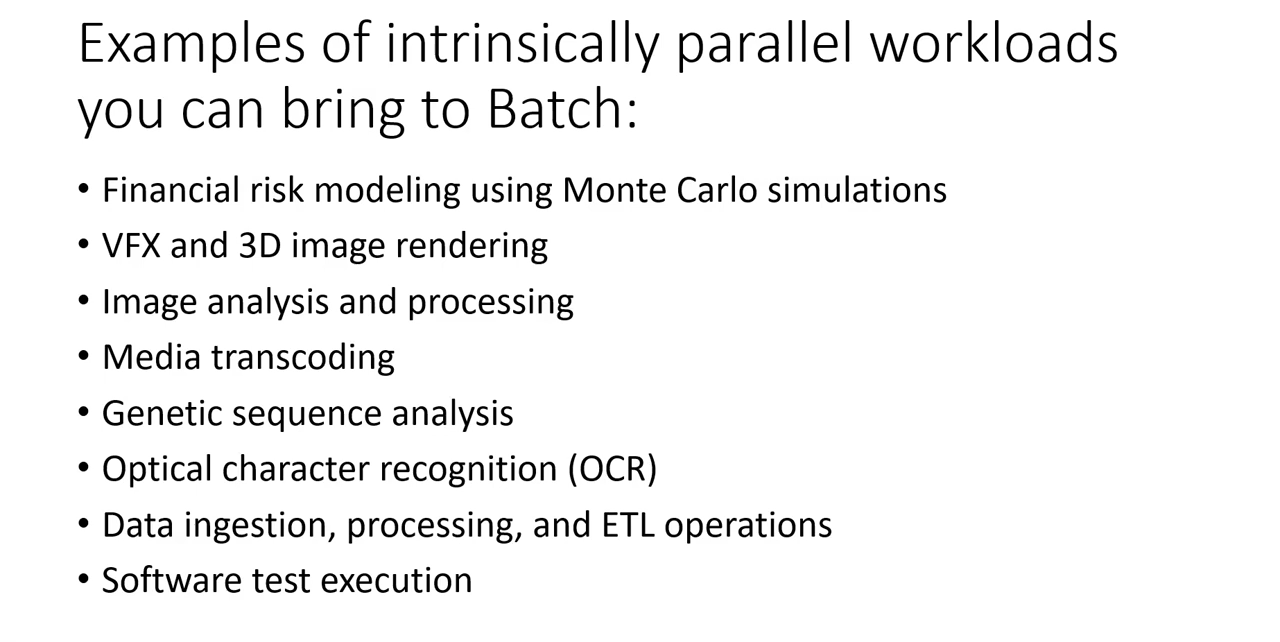 Examples of intrinsically parallel workloads
you can bring to Batch:
• Financial risk modeling using Monte Carlo simulations
• VFX and 3D image rendering
• Image analysis and processing
• Media transcoding
• Genetic sequence analysis
• Optical character recognition (OCR)
• Data ingestion, processing, and ETL operations
• Software test execution